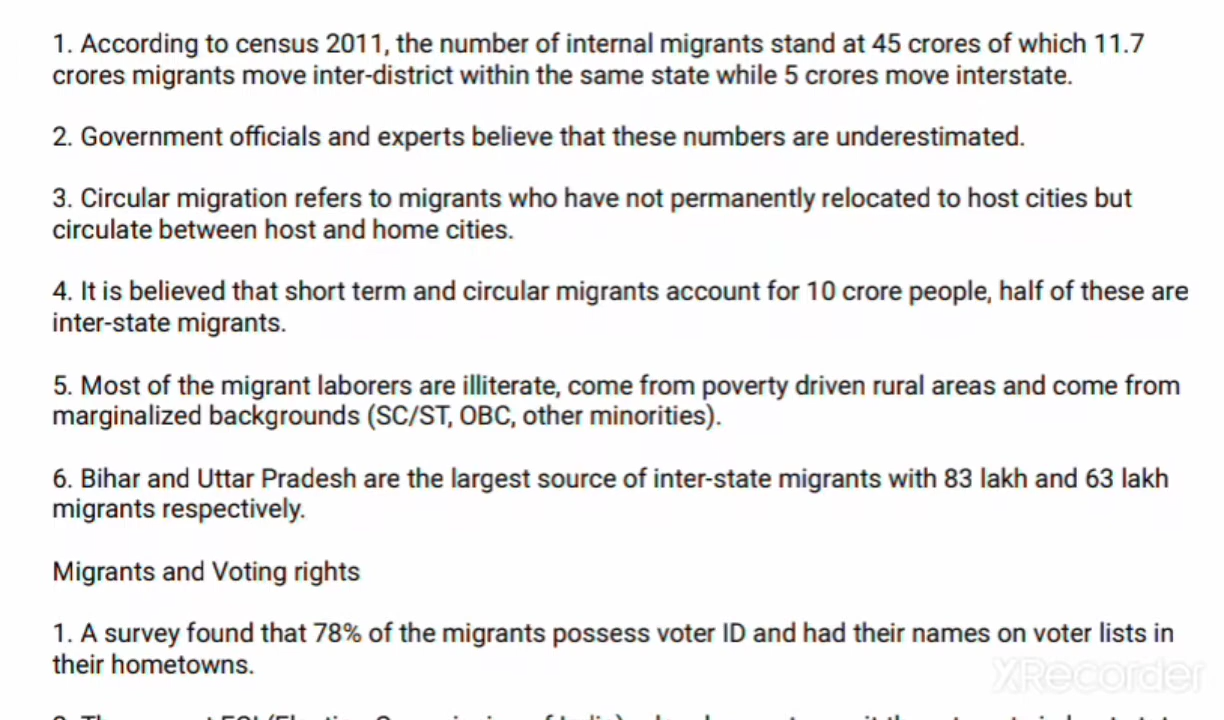 1. According to census 2011, the number of internal migrants stand at 45 crores of which 11.7
crores migrants move inter-district within the same state while 5 crores move interstate.
2. Government officials and experts believe that these numbers are underestimated.
3. Circular migration refers to migrants who have not permanently relocated to host cities but
circulate between host and home cities.
4. It is believed that short term and circular migrants account for 10 crore people, half of these are
inter-state migrants.
5. Most of the migrant laborers are illiterate, come from poverty driven rural areas and come from
marginalized backgrounds (SC/ST, OBC, other minorities).
6. Bihar and Uttar Pradesh are the largest source of inter-state migrants with 83 lakh and 63 lakh
migrants respectively.
Migrants and Voting rights
1. A survey found that 78% of the migrants possess voter ID and had their names on voter lists in
their hometowns.
XRecorder